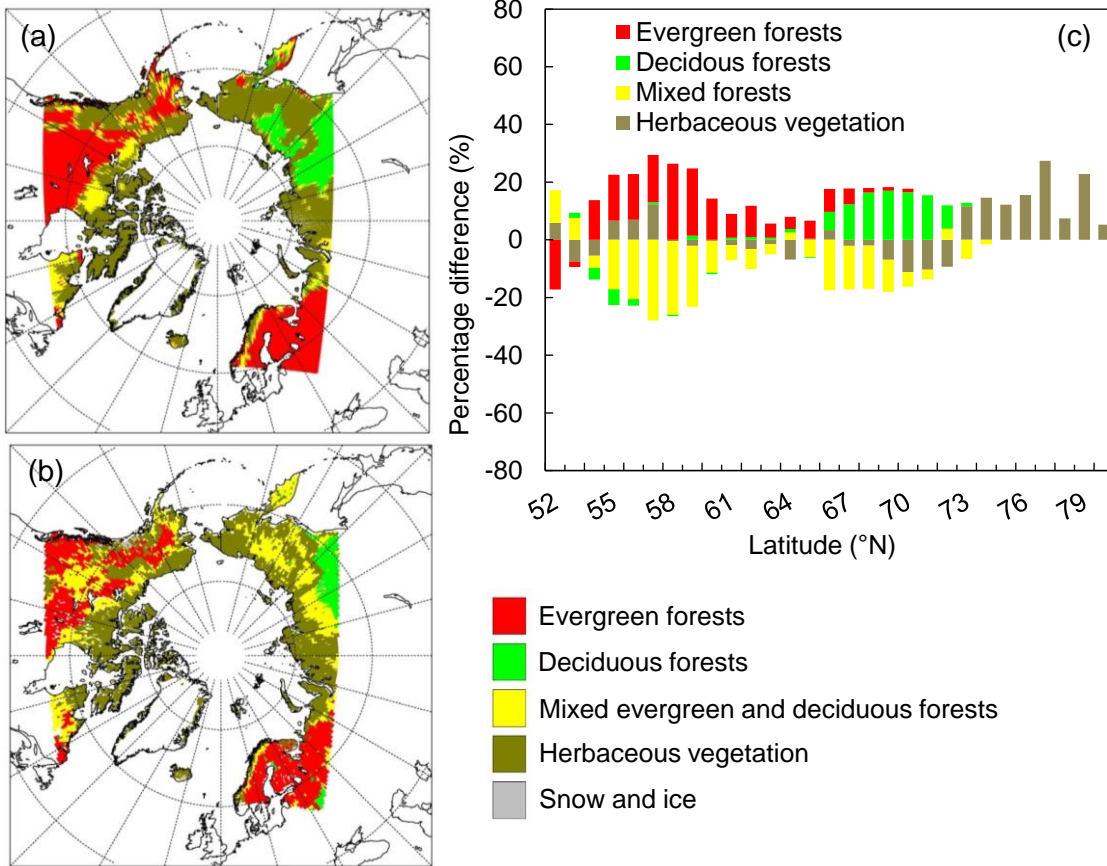 (a)
(b)
(c)
80
60
40
20
0
-20
-40
-60
-80
Percentage difference (%)
Evergreen forests
Decidous forests
Mixed forests
Herbaceous vegetation
52 55 58 61 64 67 70 73 76 79
Latitude (°N)
Evergreen forests
Deciduous forests
Mixed evergreen and deciduous forests
Herbaceous vegetation
Snow and ice